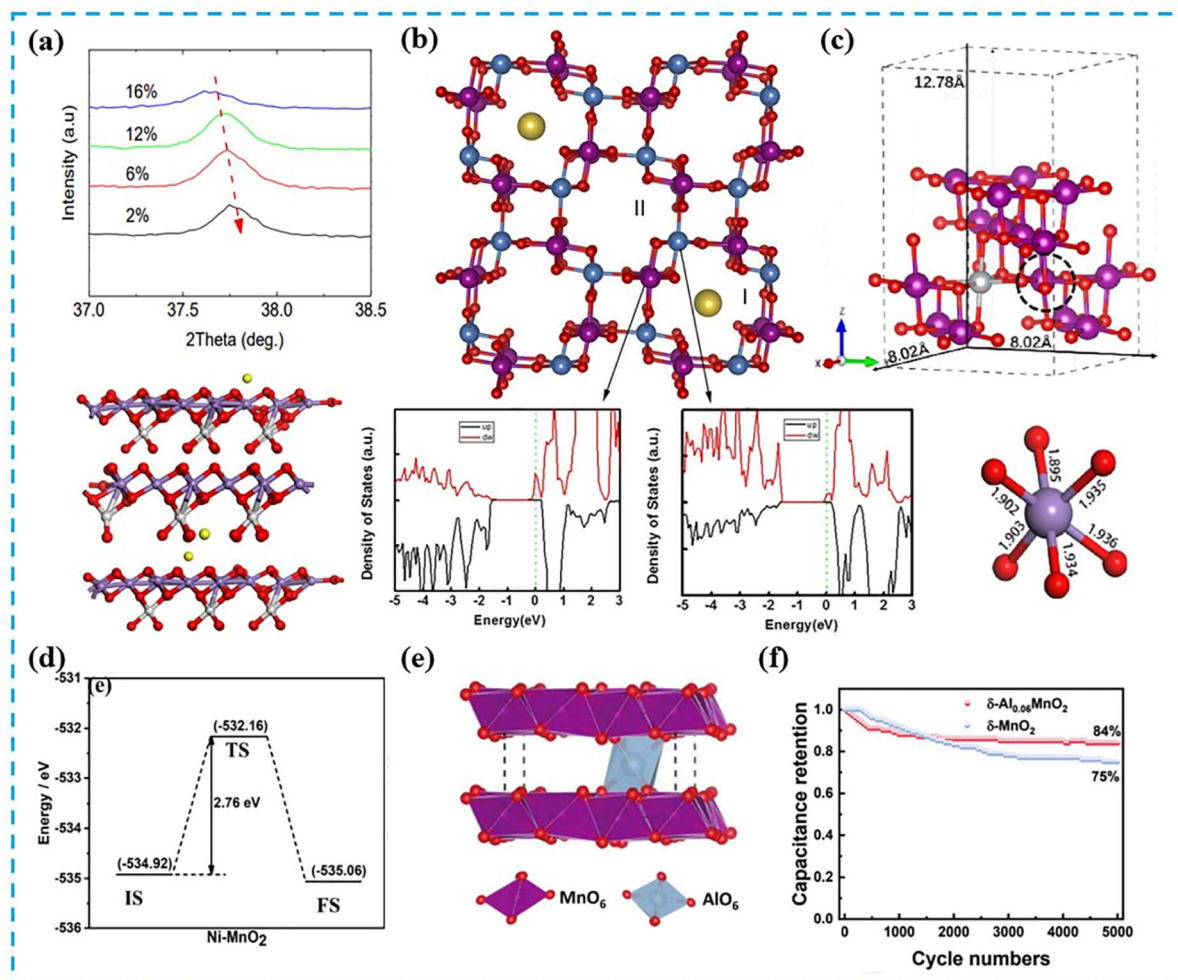 (a)
16%
12%
6%
2%
Intensity (a.u)
37.0 37.5 38.0 38.5
2Theta (deg.)
(b)
II
I
up
dw
Density of States (a.u.)
-5 -4 -3 -2 -1 0 1 2 3
Energy(eV)
up
dw
Density of States (a.u.)
-5 -4 -3 -2 -1 0 1 2 3
Energy(eV)
(c)
12.78Å
8.02Å
8.02Å
Z
X
1.895
1.935
1.902
1.903
1.936
1.934
(d)
(e)
-531
-532
-533
-534
-535
-536
Energy / eV
(-532.16)
TS
2.76 eV
(-534.92)
IS
(-535.06)
FS
Ni-MnO2
(e)
MnO6
AlO6
(f)
δ-Al0.06MnO2
δ-MnO2
84%
75%
1.0
0.8
0.6
0.4
0.2
0.0
Capacitance retention
0 1000 2000 3000 4000 5000
Cycle numbers